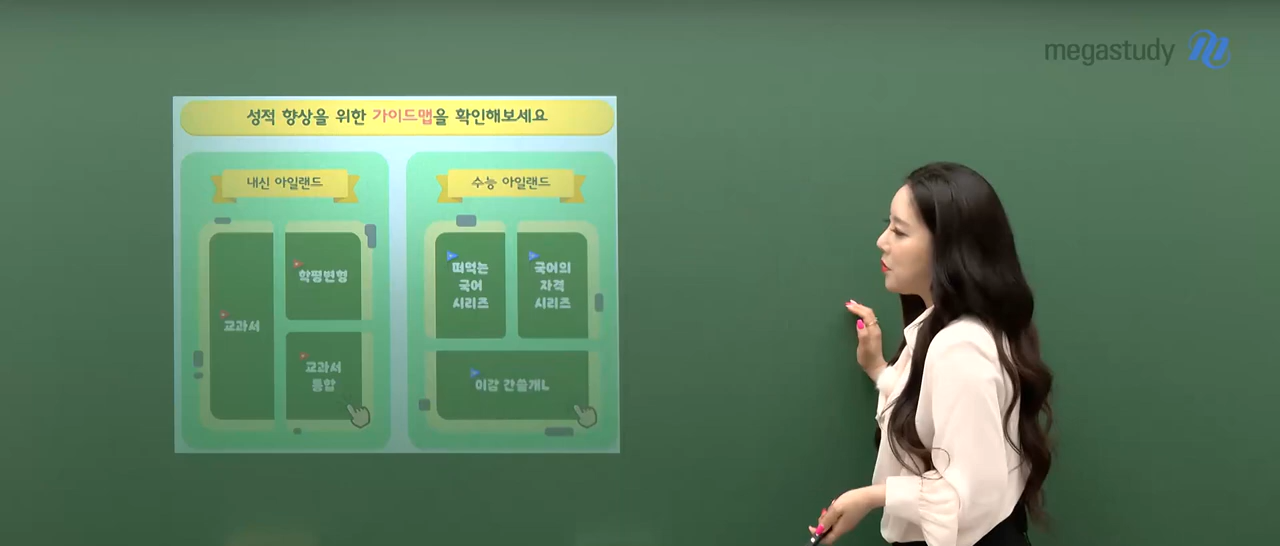 megastudy
성적 향상을 위한 가이드맵을 확인해보세요
내신 아일랜드
교과서
학평변형
교과서
통합
수능 아일랜드
떠먹는
국어
시리즈
국어의
자격
시리즈
이감 간쓸개L